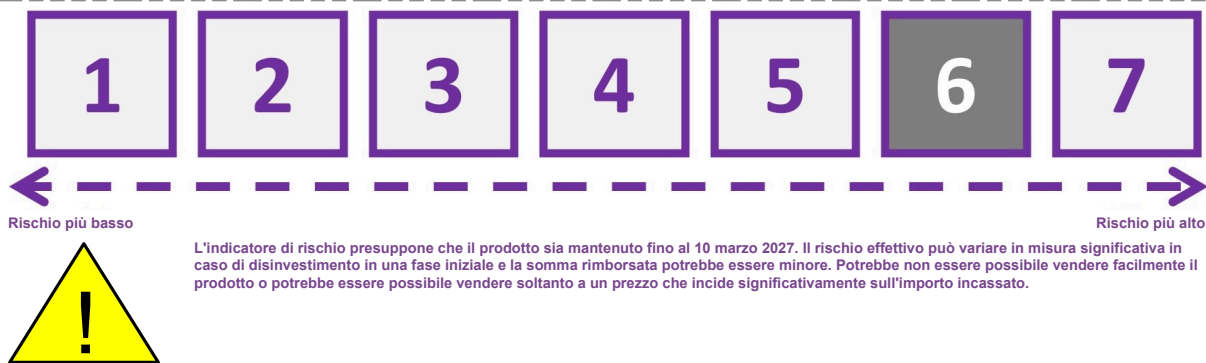 1 2 3 4 5 6 7
Rischio più basso Rischio più alto
L'indicatore di rischio presuppone che il prodotto sia mantenuto fino al 10 marzo 2027. Il rischio effettivo può variare in misura significativa in
caso di disinvestimento in una fase iniziale e la somma rimborsata potrebbe essere minore. Potrebbe non essere possibile vendere facilmente il
prodotto o potrebbe essere possibile vendere soltanto a un prezzo che incide significativamente sull'importo incassato.
!